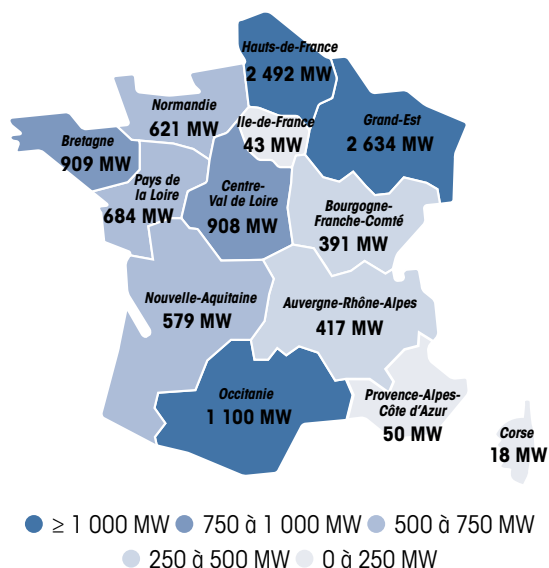 Hauts-de-France
2 492 MW
Normandie
621 MW
Ile-de-France
43 MW
Grand-Est
2 634 MW
Bretagne
909 MW
Pays de
la Loire
684 MW
Centre-
Val de Loire
908 MW
Bourgogne-
Franche-Comté
391 MW
Nouvelle-Aquitaine
579 MW
Auvergne-Rhône-Alpes
417 MW
Occitanie
1 100 MW
Provence-Alpes-
Côte d'Azur
50 MW
Corse
18 MW
≥ 1 000 MW
750 à 1 000 MW
500 à 750 MW
250 à 500 MW
0 à 250 MW